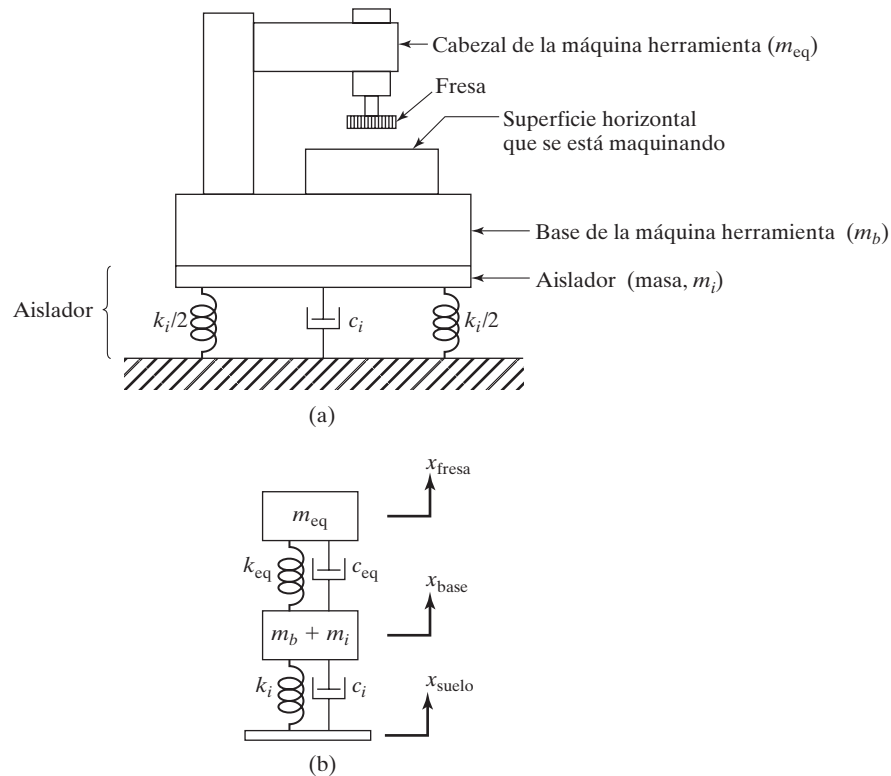 Cabezal de la máquina herramienta (m_eq)
Fresa
Superficie horizontal
que se está maquinando
Base de la máquina herramienta (m_b)
Aislador (masa, m_i)
Aislador
k_i/2
c_i
k_i/2
(a)
x_fresa
m_eq
k_eq
c_eq
x_base
m_b + m_i
k_i
c_i
x_suelo
(b)